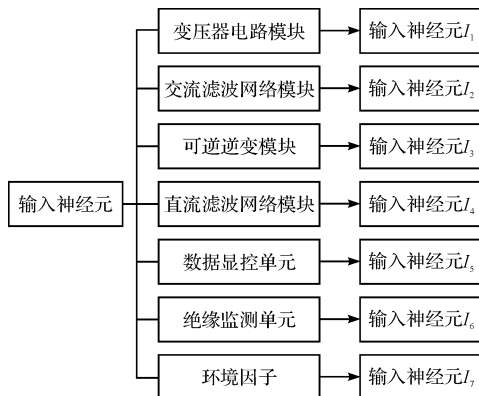 变压器电路模块
输入神经元I₁
交流滤波网络模块
输入神经元I₂
可逆逆变模块
输入神经元I₃
输入神经元
直流滤波网络模块
输入神经元I₄
数据显控单元
输入神经元I₅
绝缘监测单元
输入神经元I₆
环境因子
输入神经元I₇